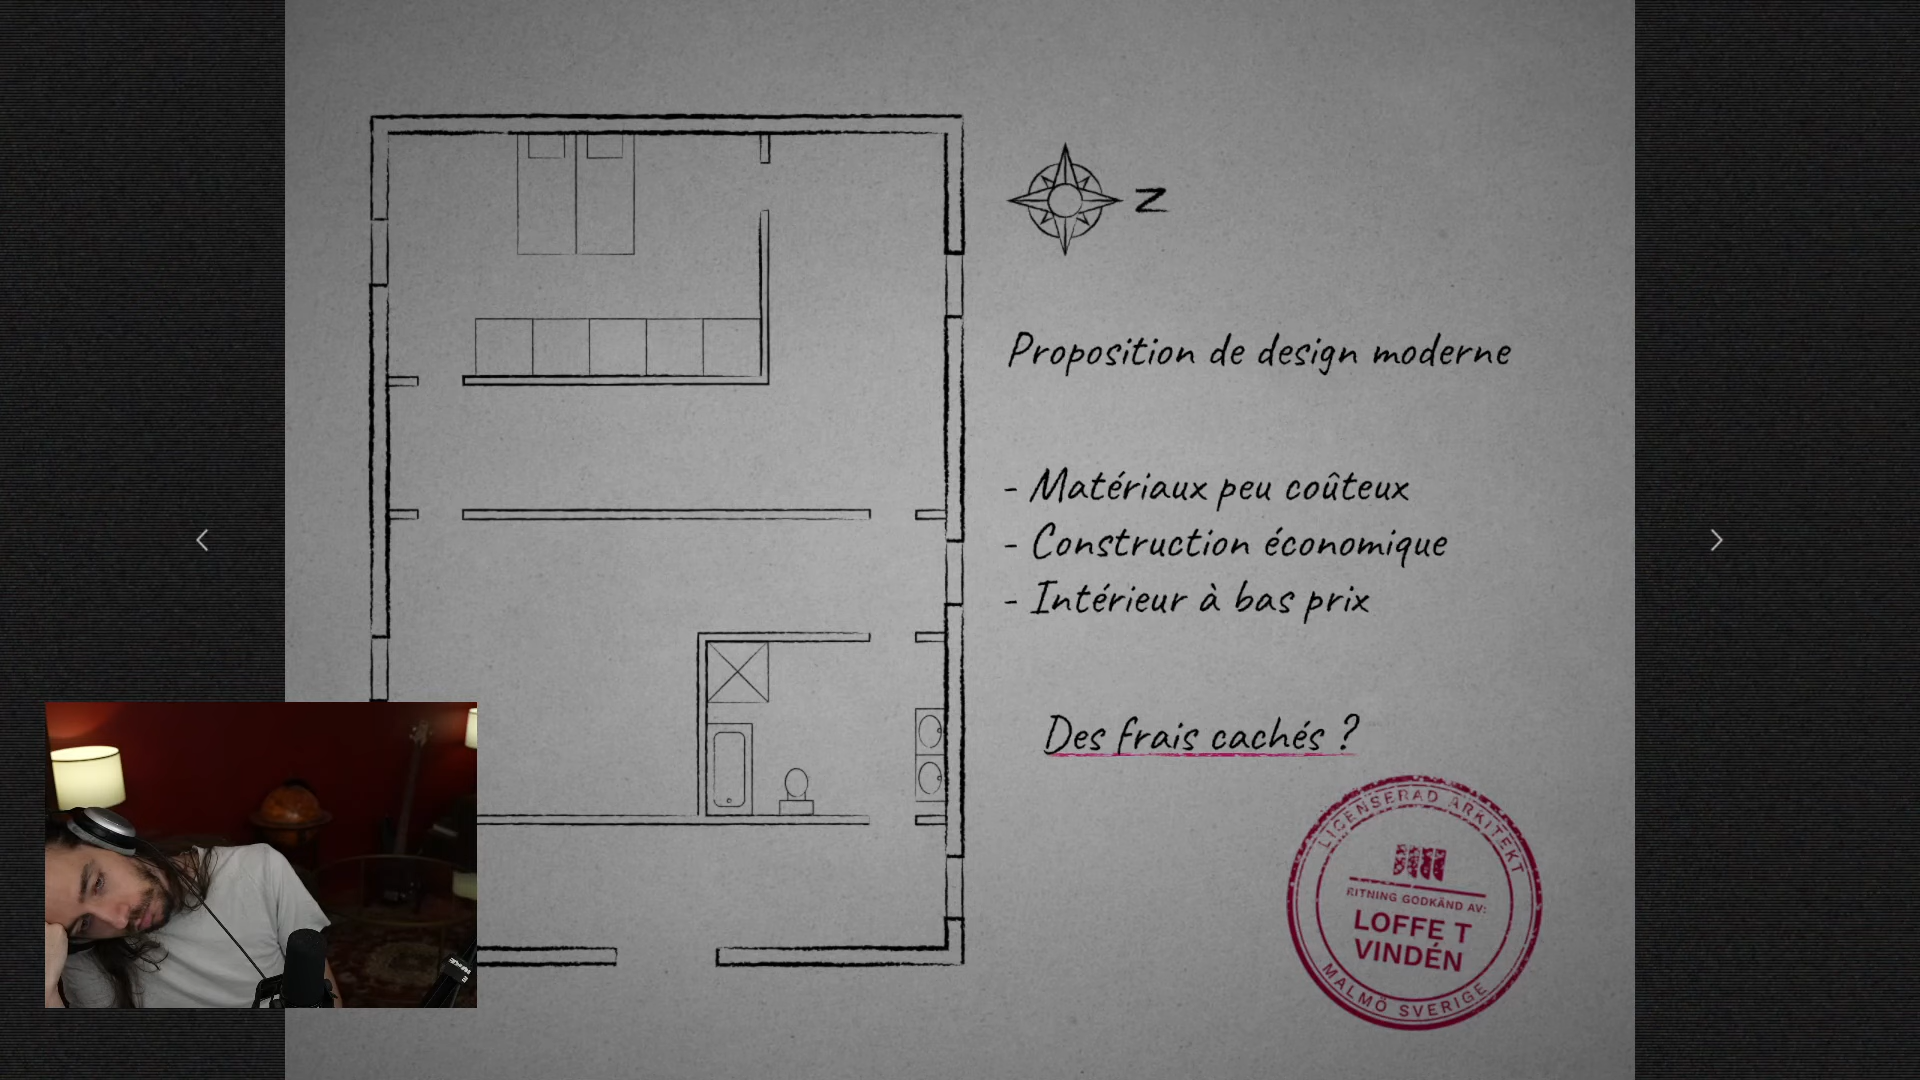 N
Proposition de design moderne
- Matériaux peu coûteux
- Construction économique
- Intérieur à bas prix
Des frais cachés ?
LICENSERAD ARKITEKT
RITNING GODKÄND AV:
LOFFE T
VINDÉN
MALMÖ SVERIGE